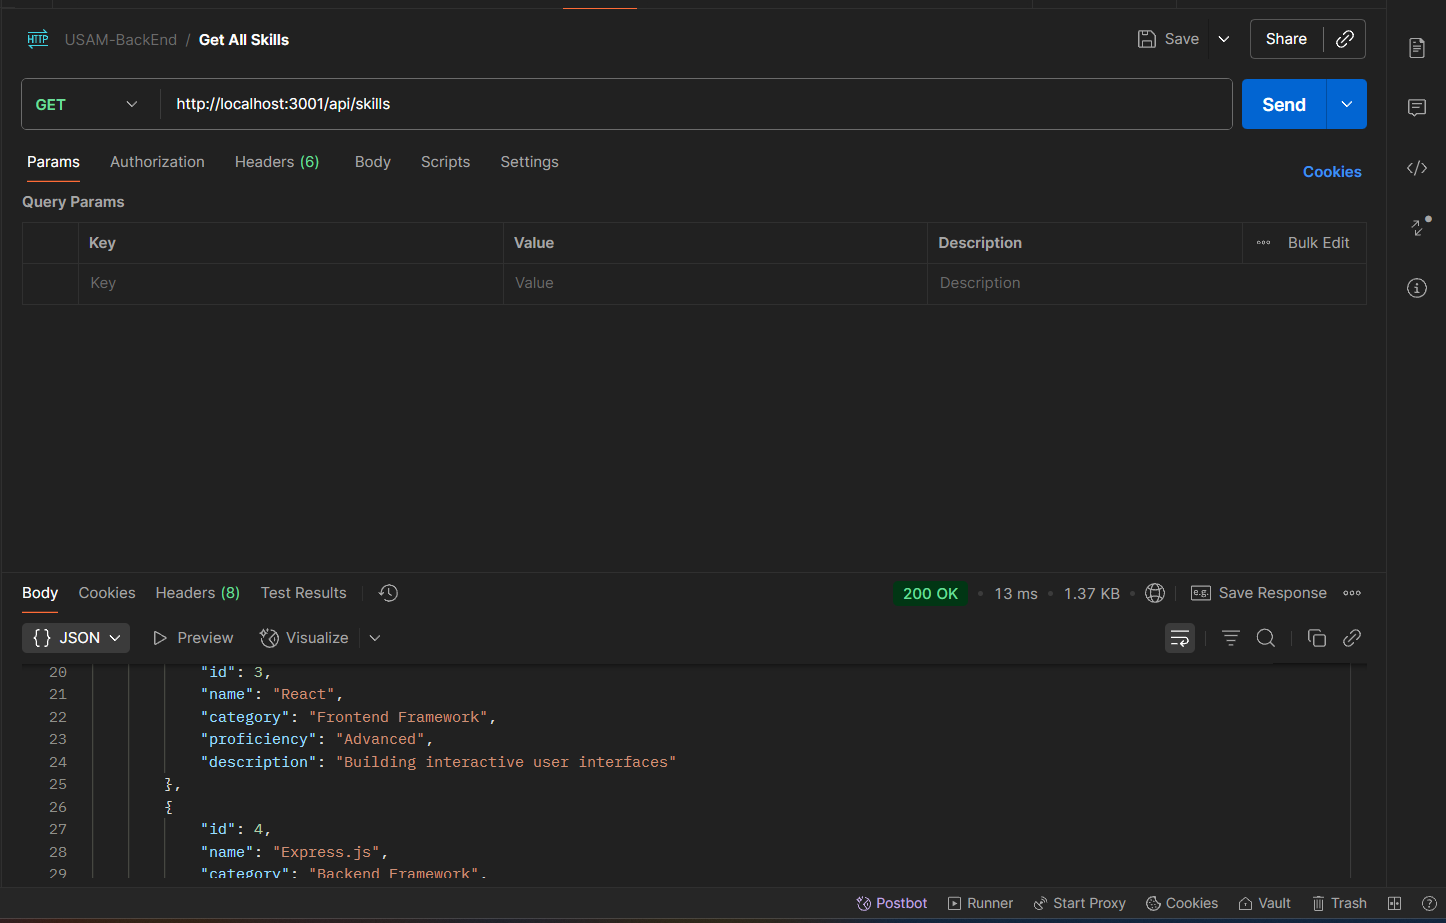 HTTP USAM-BackEnd / Get All Skills Save Share
GET http://localhost:3001/api/skills Send
Params Authorization Headers (6) Body Scripts Settings Cookies
Query Params
Key Value Description Bulk Edit
Key Value Description
Body Cookies Headers (8) Test Results 200 OK • 13 ms • 1.37 KB • e.g. Save Response
{} JSON Preview Visualize
20 "id": 3,
21 "name": "React",
22 "category": "Frontend Framework",
23 "proficiency": "Advanced",
24 "description": "Building interactive user interfaces"
25 },
26 {
27 "id": 4,
28 "name": "Express.js",
29 "category": "Backend Framework",
Postbot Runner Start Proxy Cookies Vault Trash